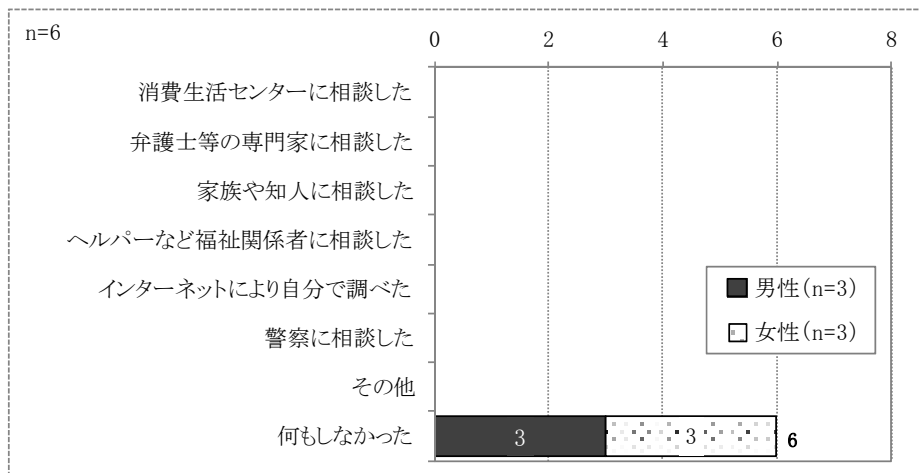 n=6
0 2 4 6 8
消費生活センターに相談した
弁護士等の専門家に相談した
家族や知人に相談した
ヘルパーなど福祉関係者に相談した
インターネットにより自分で調べた
警察に相談した
その他
何もしなかった
3 3 6
男性(n=3)
女性(n=3)